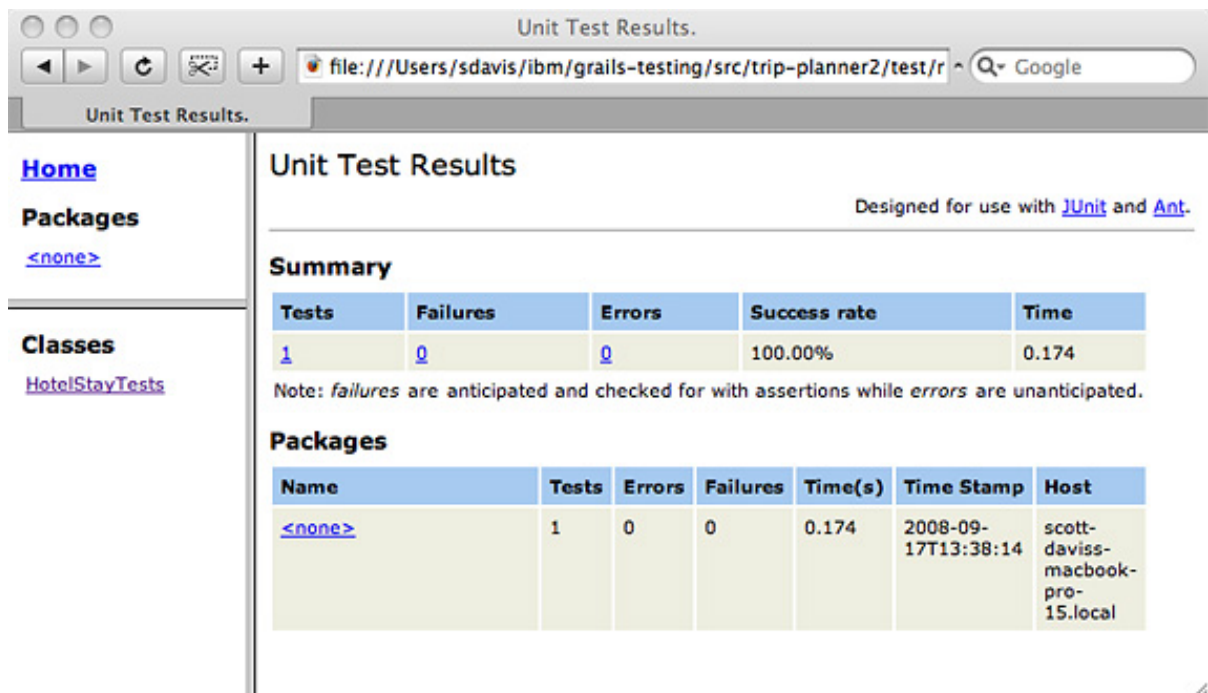 Unit Test Results.
file:///Users/sdavis/ibm/grails-testing/src/trip-planner2/test/r
Google
Unit Test Results.
Home
Packages
<none>
Classes
HotelStayTests
Unit Test Results
Designed for use with JUnit and Ant.
Summary
Tests Failures Errors Success rate Time
1 0 0 100.00% 0.174
Note: failures are anticipated and checked for with assertions while errors are unanticipated.
Packages
Name Tests Errors Failures Time(s) Time Stamp Host
<none> 1 0 0 0.174 2008-09-
17T13:38:14 scott-
daviss-
macbook-
pro-
15.local